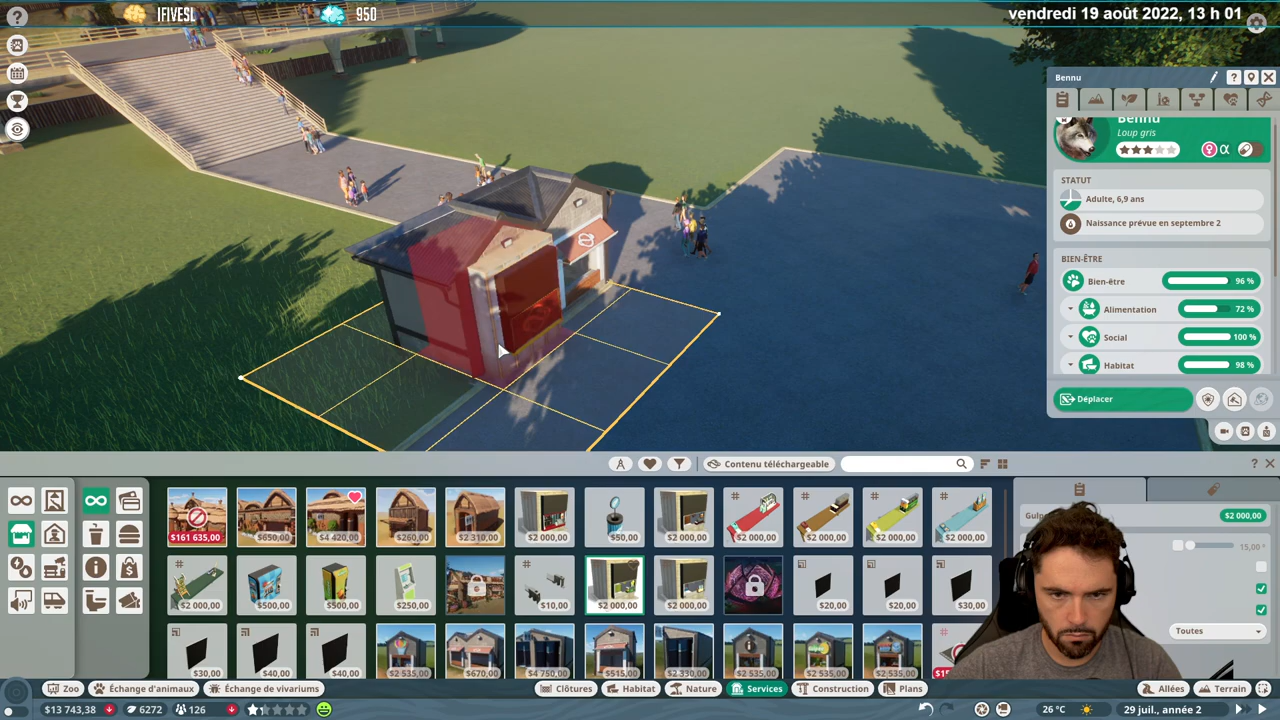 IFIVESL
950
vendredi 19 août 2022, 13 h 01
Bennu
Bennu
Loup gris
α
STATUT
Adulte, 6,9 ans
Naissance prévue en septembre 2
BIEN-ÊTRE
Bien-être 96 %
Alimentation 72 %
Social 100 %
Habitat 98 %
Déplacer
Contenu téléchargeable
$161 635,00 $650,00 $4 420,00 $260,00 $2 310,00 $2 000,00 $50,00 $2 000,00 $2 000,00 $2 000,00 $2 000,00 $2 000,00
$2 000,00 $500,00 $500,00 $250,00 $10,00 $2 000,00 $2 000,00 $20,00 $20,00 $30,00
$30,00 $40,00 $40,00 $2 535,00 $670,00 $4 750,00 $515,00 $2 330,00 $2 535,00 $2 535,00 $2 535,00
$2 000,00
15,00 °
Toutes
Zoo Échange d'animaux Échange de vivariums Clôtures Habitat Nature Services Construction Plans Allées Terrain
$13 743,38 6272 126 26 °C 29 juil., année 2